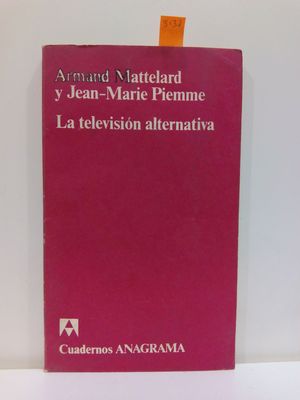 Armand Mattelard
y Jean-Marie Piemme
La televisión alternativa
Cuadernos ANAGRAMA